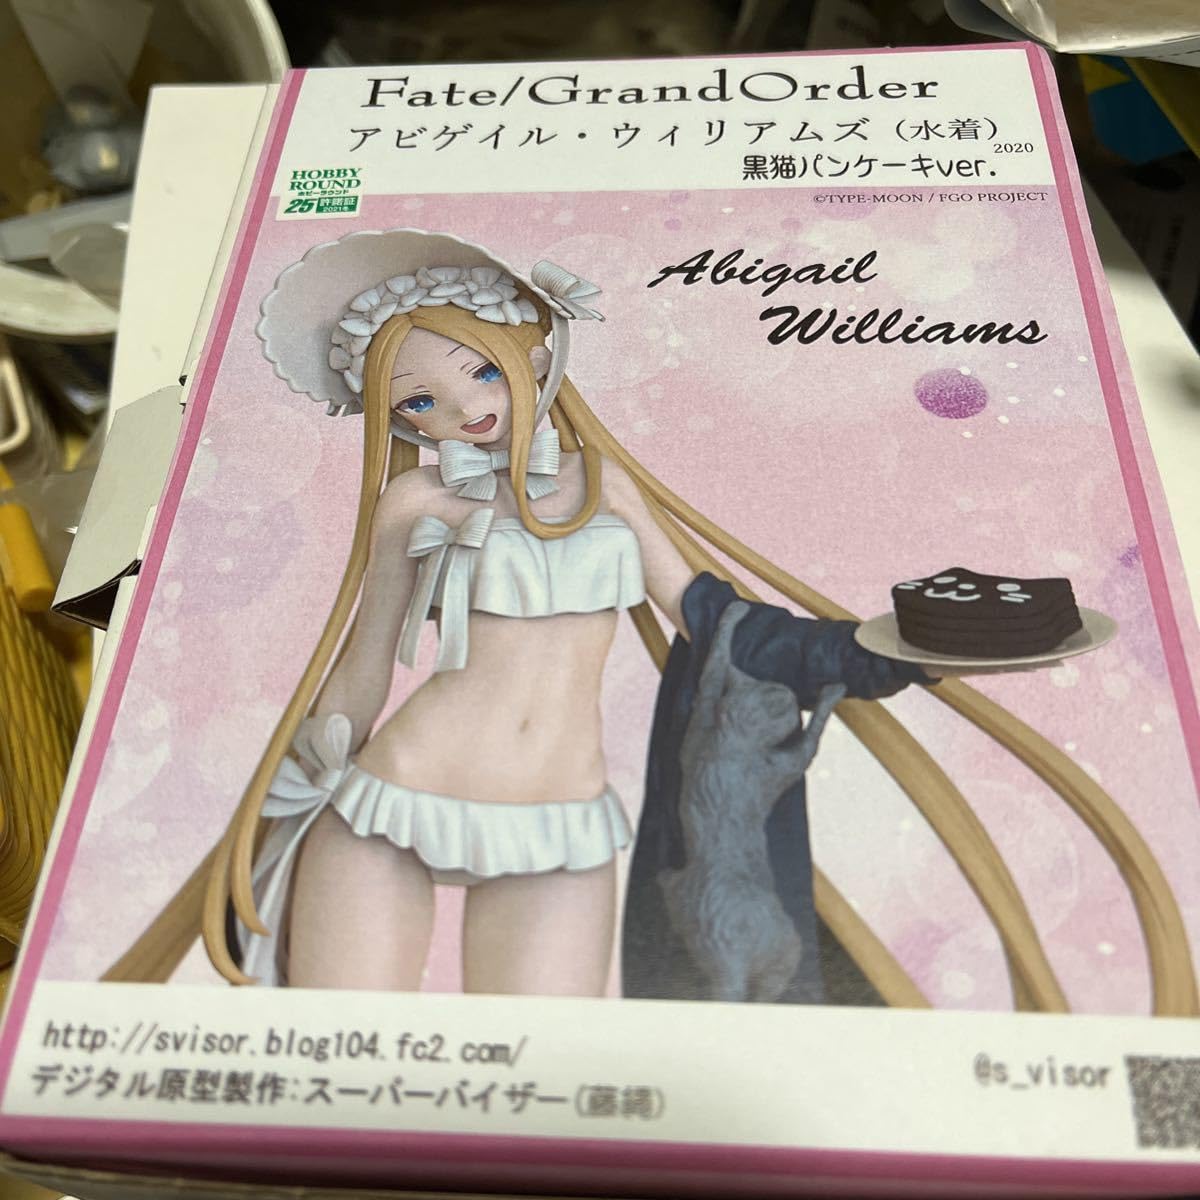 Fate/GrandOrder
アビゲイル・ウィリアムズ（水着）
2020
黒猫パンケーキver.
©TYPE-MOON / FGO PROJECT
HOBBY
ROUND
ホビーラウンド
25 許諾証
2021冬
Abigail
Williams
http://svisor.blog104.fc2.com/
デジタル原型製作:スーパーバイザー(藤縄)
@s_visor